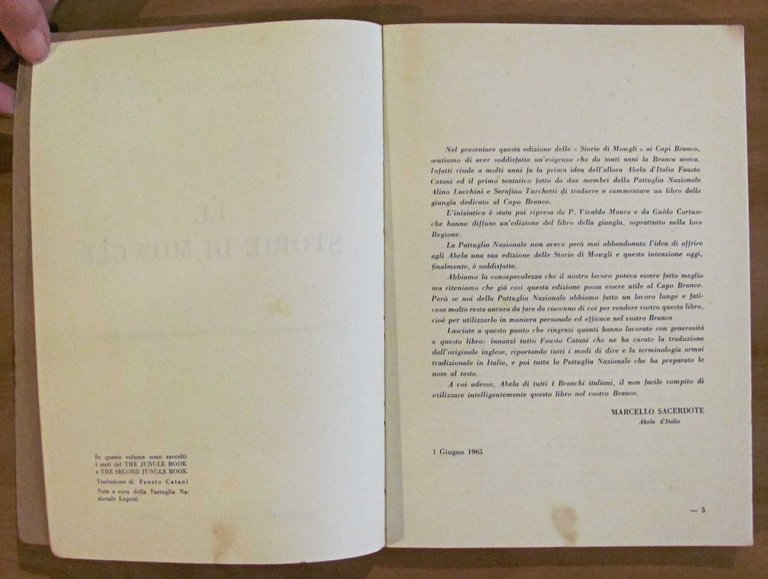 LE
STORIE DI MOWGLI
In questo volume sono raccolti
i testi del THE JUNGLE BOOK
e THE SECOND JUNGLE BOOK
Traduzione di Fausto Catani
Note a cura della Pattuglia Na-
zionale Lupetti
Nel presentare questa edizione delle « Storie di Mowgli » ai Capi Branco,
sentiamo di aver soddisfatto un'esigenza che da tanti anni la Branca aveva.
Infatti risale a molti anni fa la prima idea dell'allora Akela d'Italia Fausto
Catani ed il primo tentativo fatto da due membri della Pattuglia Nazionale
Alino Lucchini e Serafino Turchetti di tradurre e commentare un libro della
giungla dedicato al Capo Branco.
L'iniziativa è stata poi ripresa da P. Vivaldo Mauro e da Guido Cortuso
che hanno diffuso un'edizione del libro della giungla, soprattutto nella loro
Regione.
La Pattuglia Nazionale non aveva però mai abbandonato l'idea di offrire
agli Akela una sua edizione delle Storie di Mowgli e questa intenzione oggi,
finalmente, è soddisfatta.
Abbiamo la consapevolezza che il nostro lavoro poteva essere fatto meglio
ma riteniamo che già così questa edizione possa essere utile al Capo Branco.
Però se noi della Pattuglia Nazionale abbiamo fatto un lavoro lungo e fati-
coso molto resta ancora da fare da ciascuno di voi per rendere vostro questo libro,
cioè per utilizzarlo in maniera personale ed efficace nel vostro Branco
Lasciate a questo punto che ringrazi quanti hanno lavorato con generosità
a questo libro: innanzi tutto Fausto Catani che ne ha curato la traduzione
dall'originale inglese, riportando tutti i modi di dire e la terminologia ormai
tradizionale in Italia, e poi tutta la Pattuglia Nazionale che ha preparato le
note al testo.
A voi adesso, Akela di tutti i Branchi italiani, il non facile compito di
utilizzare intelligentemente questo libro nel vostro Branco.
MARCELLO SACERDOTE
Akela d'Italia
1 Giugno 1965
— 5